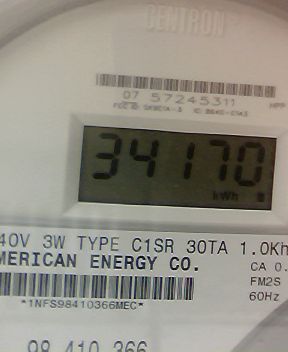 CENTRON
07 57245311
34170
kWh
40V 3W TYPE C1SR 30TA 1.0Kh
MERICAN ENERGY CO.
CA 0.
FM2S
*1NFS98410366MEC*
60Hz
98 410 366